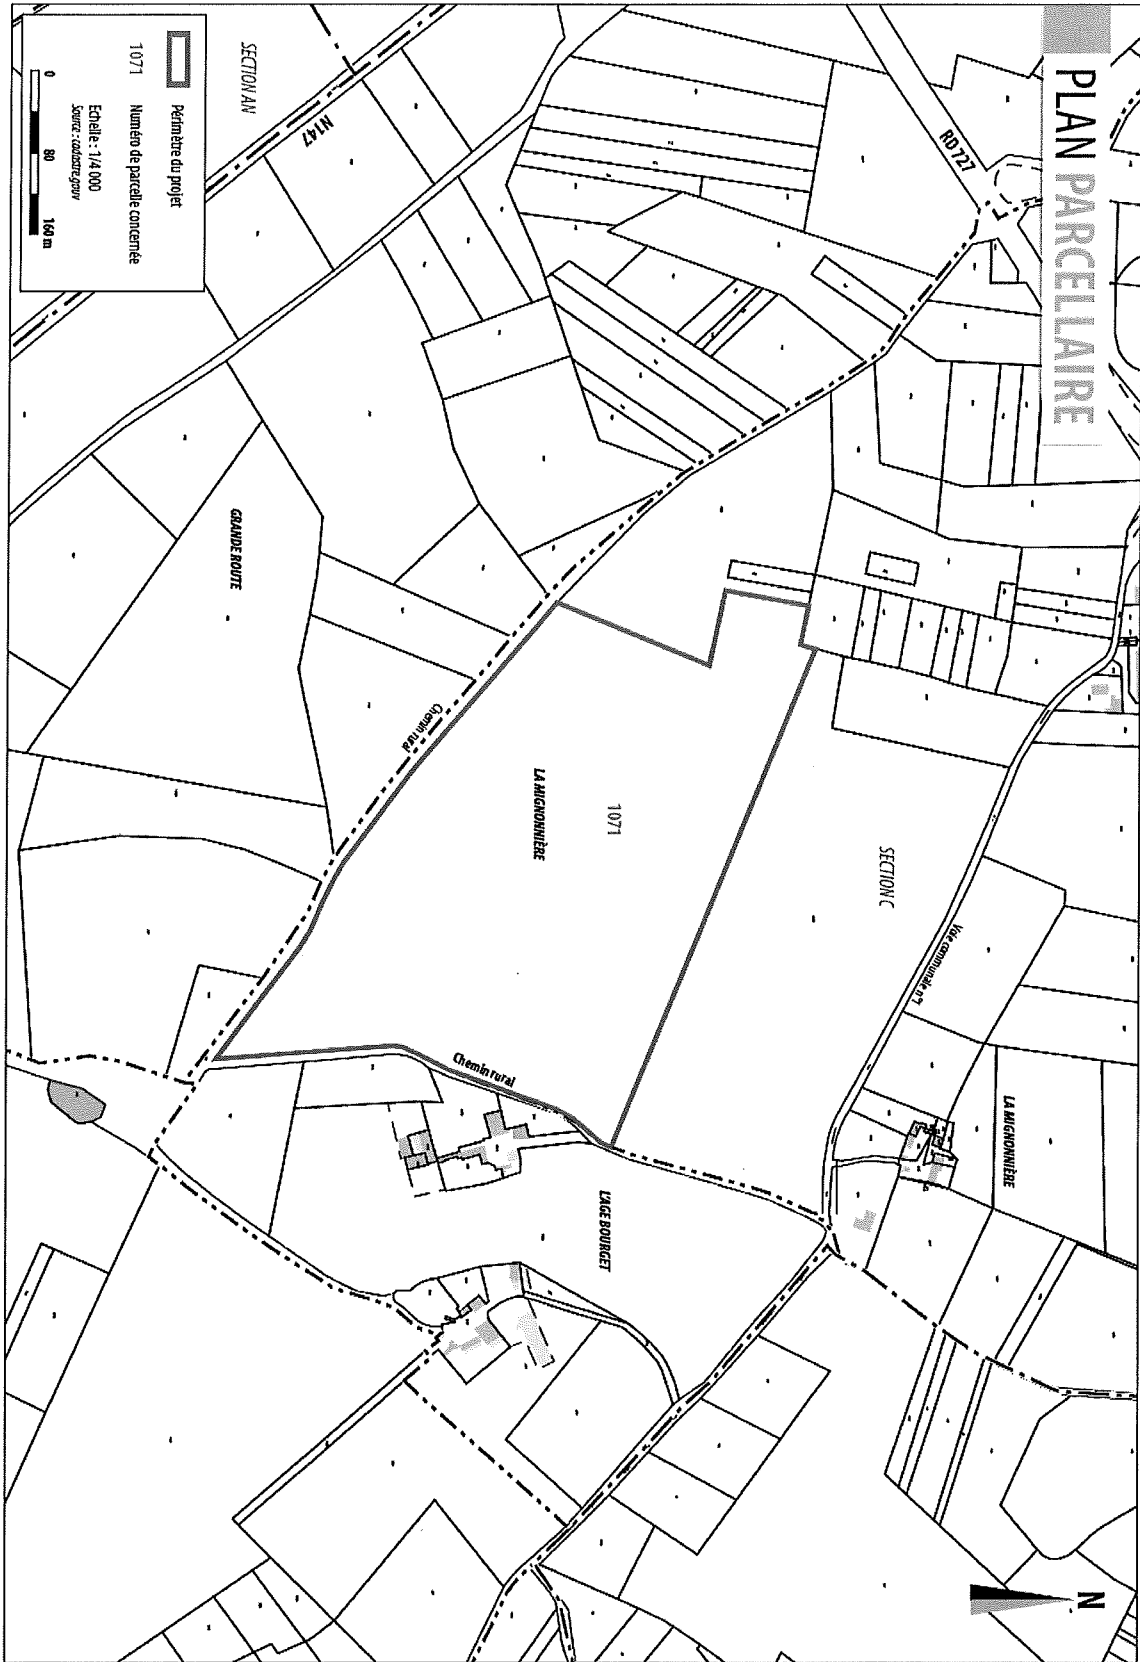 PLAN PARCELLAIRE
N
RD 727
N147
SECTION AN
SECTION C
Voie communale n°1
LA MIGNONNIÈRE
1071
LA MIGNONNIÈRE
Chemin rural
Chemin rural
L'AGE BOURGET
GRANDE ROUTE
Périmètre du projet
1071 Numéro de parcelle concernée
Echelle : 1/4 000
Source : cadastre.gouv
0 80 160 m